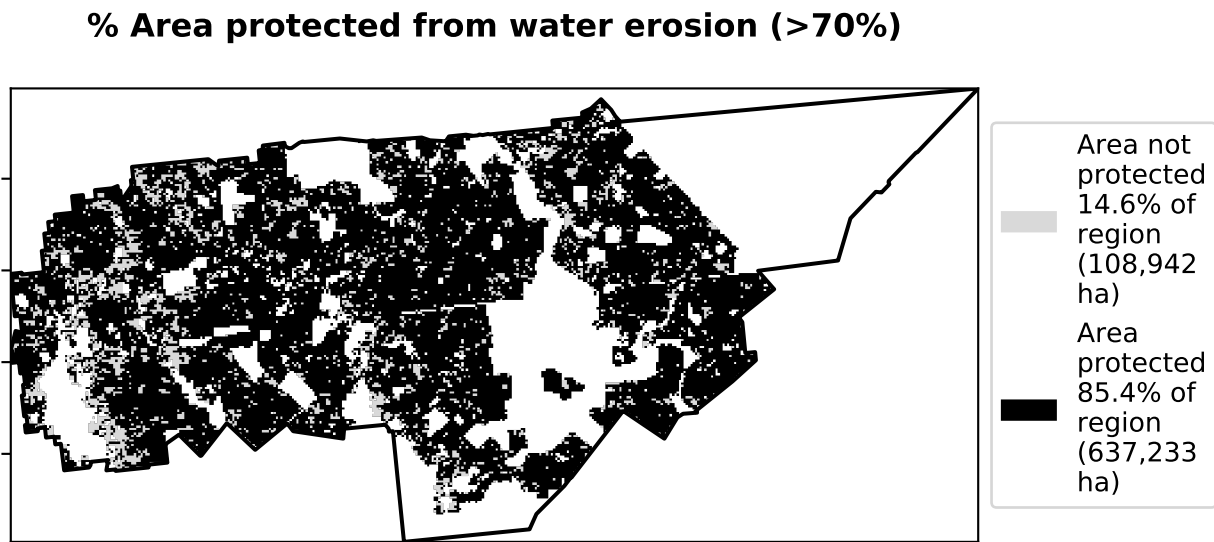 % Area protected from water erosion (>70%)
Area not
protected
14.6% of
region
(108,942
ha)
Area
protected
85.4% of
region
(637,233
ha)